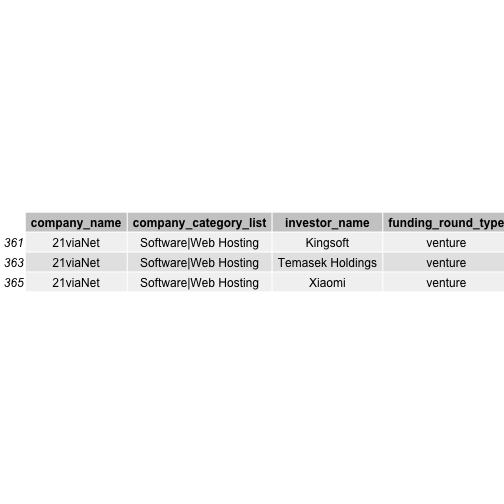 company_name company_category_list investor_name funding_round_type
361 21viaNet Software|Web Hosting Kingsoft venture
363 21viaNet Software|Web Hosting Temasek Holdings venture
365 21viaNet Software|Web Hosting Xiaomi venture